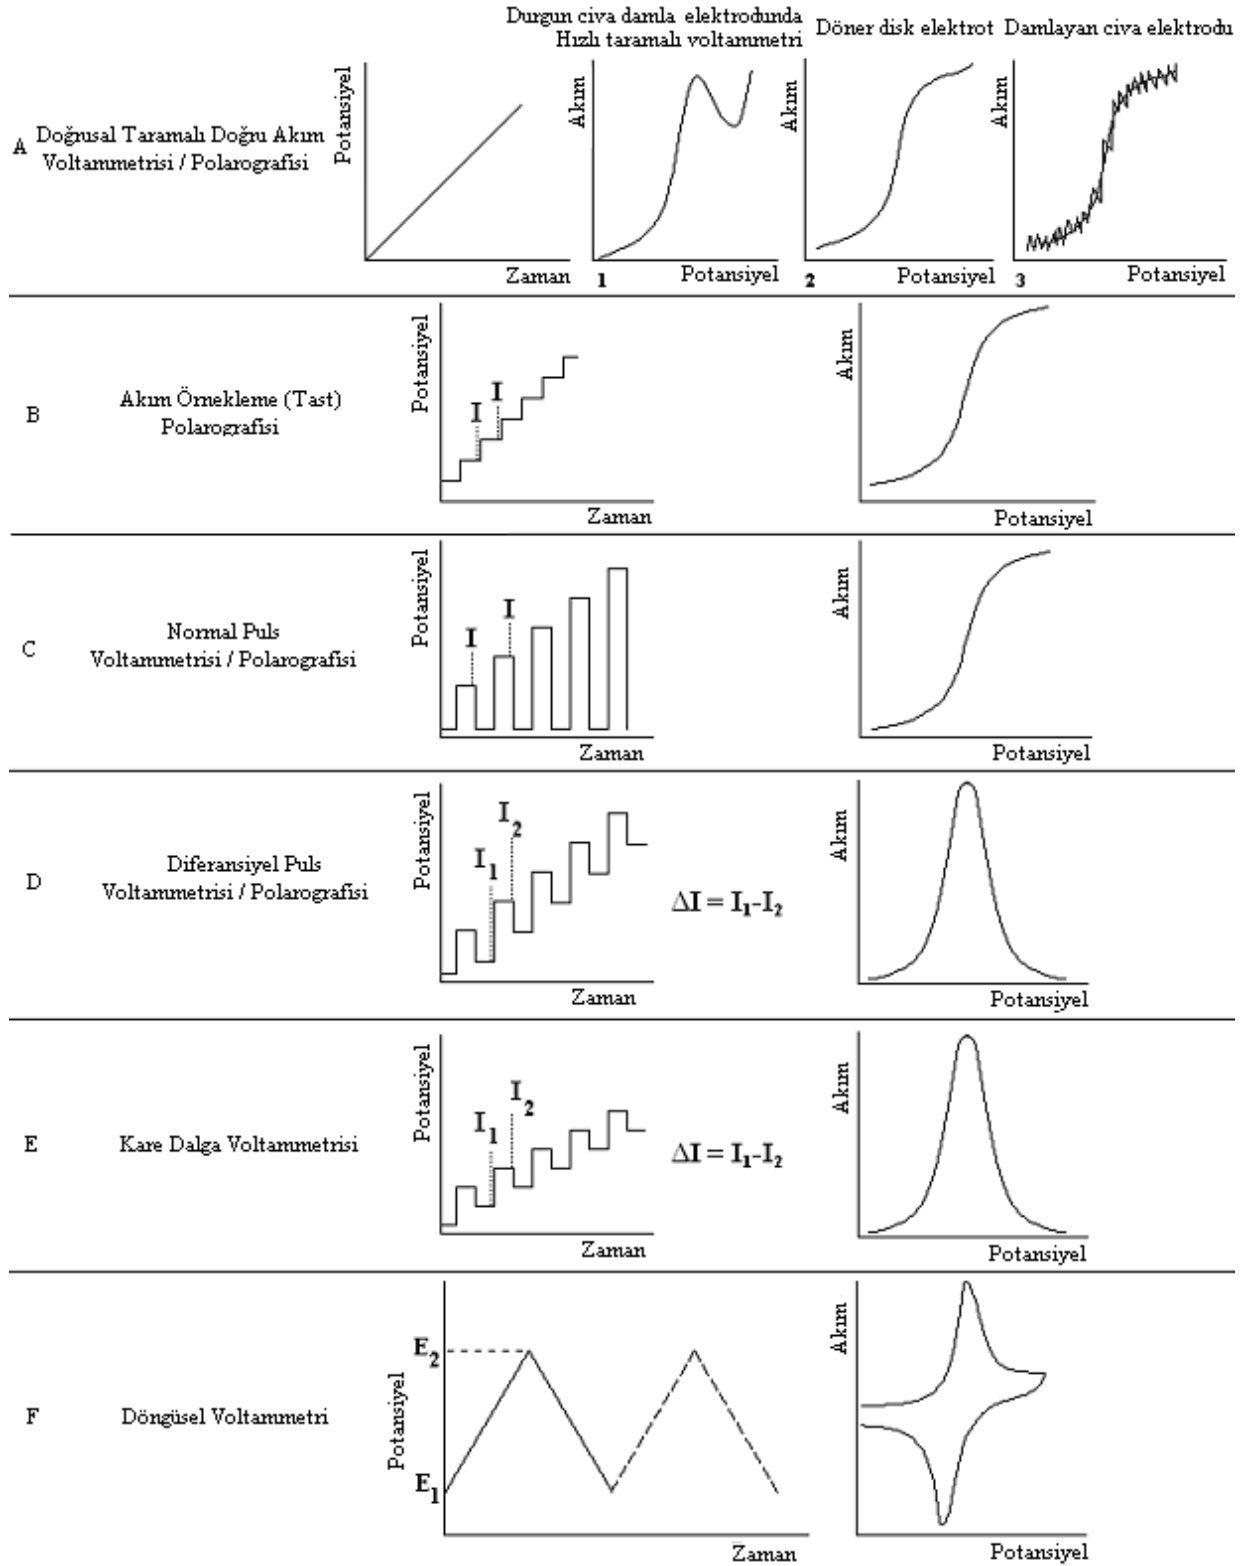 Durgun civa damla elektrodunda
Hızlı taramalı voltammetri
Döner disk elektrot
Damlayan civa elektrodu
A
Doğrusal Taramalı Doğru Akım
Voltammetrisi / Polarografisi
Potansiyel
Zaman
Akım
1
Potansiyel
Akım
2
Potansiyel
Akım
3
Potansiyel
B
Akım Örnekleme (Tast)
Polarografisi
Potansiyel
I
I
Zaman
Akım
Potansiyel
C
Normal Puls
Voltammetrisi / Polarografisi
Potansiyel
I
I
Zaman
Akım
Potansiyel
D
Diferansiyel Puls
Voltammetrisi / Polarografisi
Potansiyel
I₁
I₂
Zaman
ΔI = I₁-I₂
Akım
Potansiyel
E
Kare Dalga Voltammetrisi
Potansiyel
I₁
I₂
Zaman
ΔI = I₁-I₂
Akım
Potansiyel
F
Döngüsel Voltammetri
Potansiyel
E₂
E₁
Zaman
Akım
Potansiyel